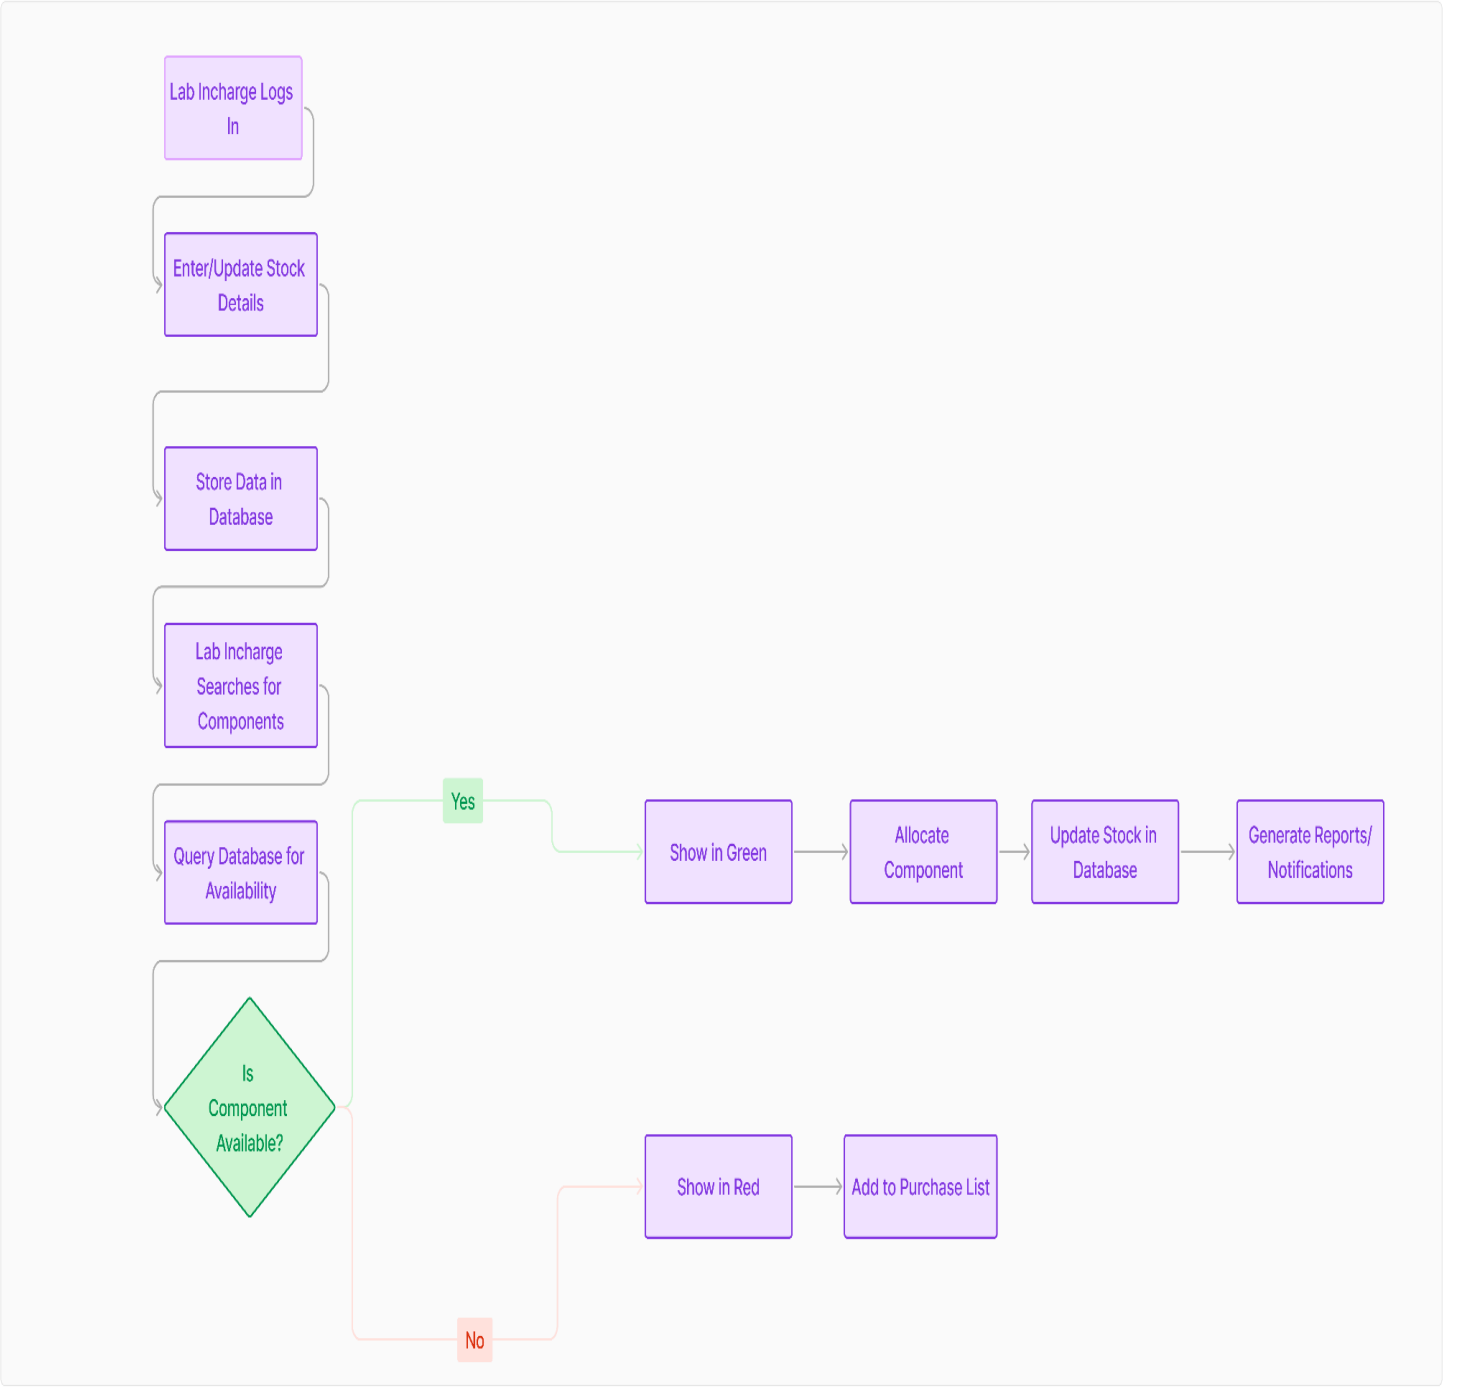 Lab Incharge Logs
In
Enter/Update Stock
Details
Store Data in
Database
Lab Incharge
Searches for
Components
Query Database for
Availability
Is
Component
Available?
Yes
Show in Green
Allocate
Component
Update Stock in
Database
Generate Reports/
Notifications
No
Show in Red
Add to Purchase List